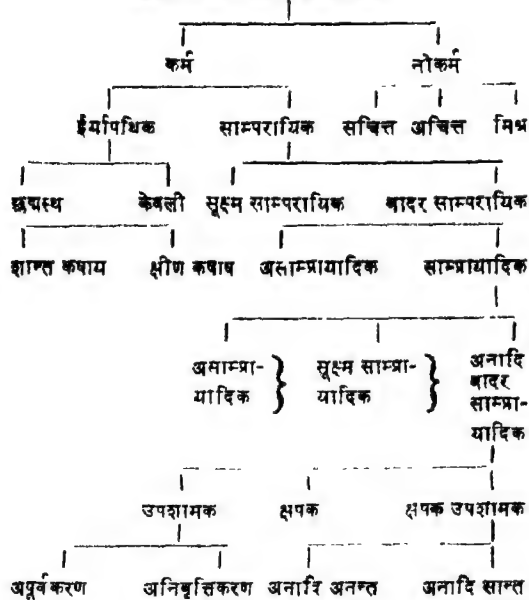 कर्म नोकर्म
ईर्यापथिक साम्परायिक सचित्त अचित्त मिश्र
छद्मस्थ केवली सूक्ष्म साम्परायिक बादर साम्परायिक
शान्त कषाय क्षीण कषाय असाम्प्रायादिक साम्प्रायादिक
असाम्प्रा- } सूक्ष्म साम्प्रा- } अनादि
यादिक यादिक बादर
साम्प्रा-
यादिक
उपशामक क्षपक क्षपक उपशामक
अपूर्वकरण अनिवृत्तिकरण अनादि अनन्त अनादि सान्त